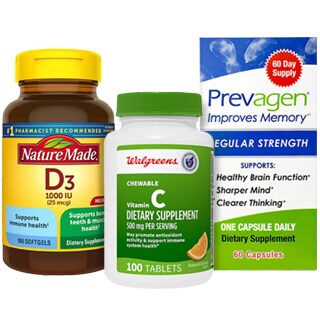 #1 PHARMACIST RECOMMENDED
Nature Made
D3
1000 IU
(25 mcg)
Supports
immune health
Supports bone,
teeth & muscle
health
Dietary Supplement
Walgreens
CHEWABLE
Vitamin
C
DIETARY SUPPLEMENT
500 mg PER SERVING
May promote antioxidant
activity & support immune
system health
100 TABLETS
60 Day
Supply
Prevagen
Improves Memory
REGULAR STRENGTH
SUPPORTS:
Healthy Brain Function
Sharper Mind
Clearer Thinking
ONE CAPSULE DAILY
Dietary Supplement
60 Capsules